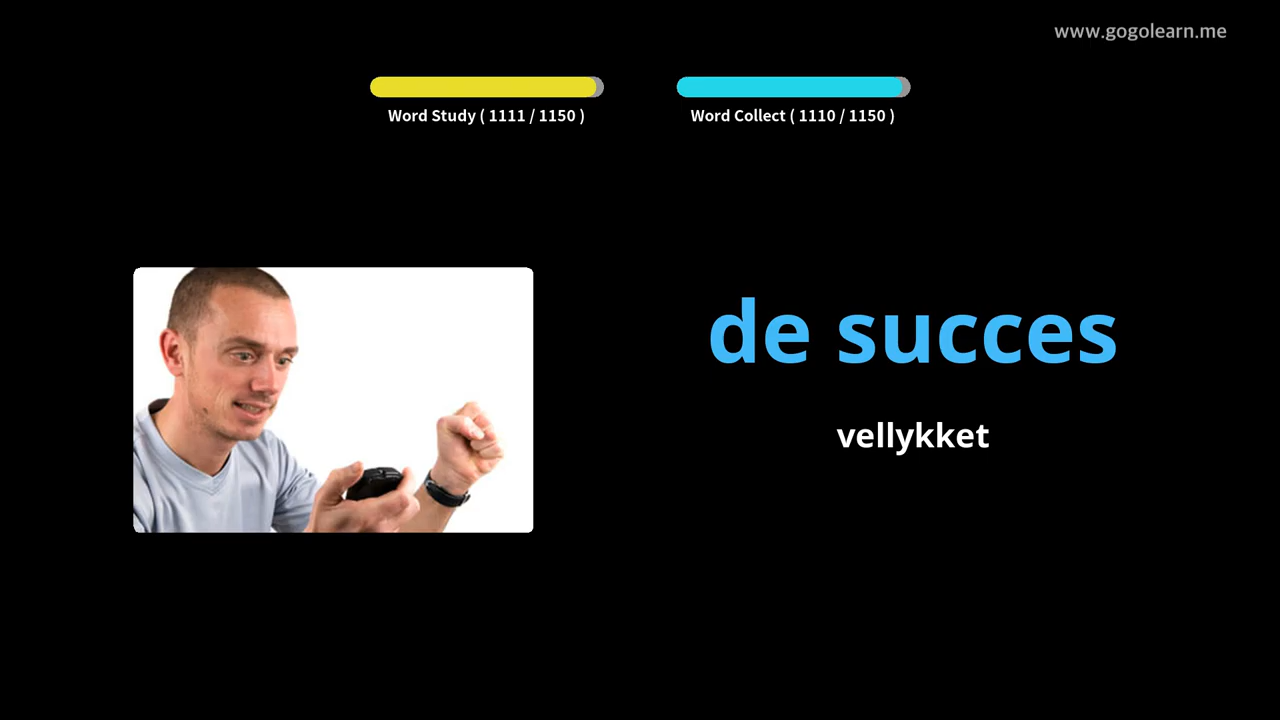 www.gogolearn.me
Word Study ( 1111 / 1150 )
Word Collect ( 1110 / 1150 )
de succes
vellykket